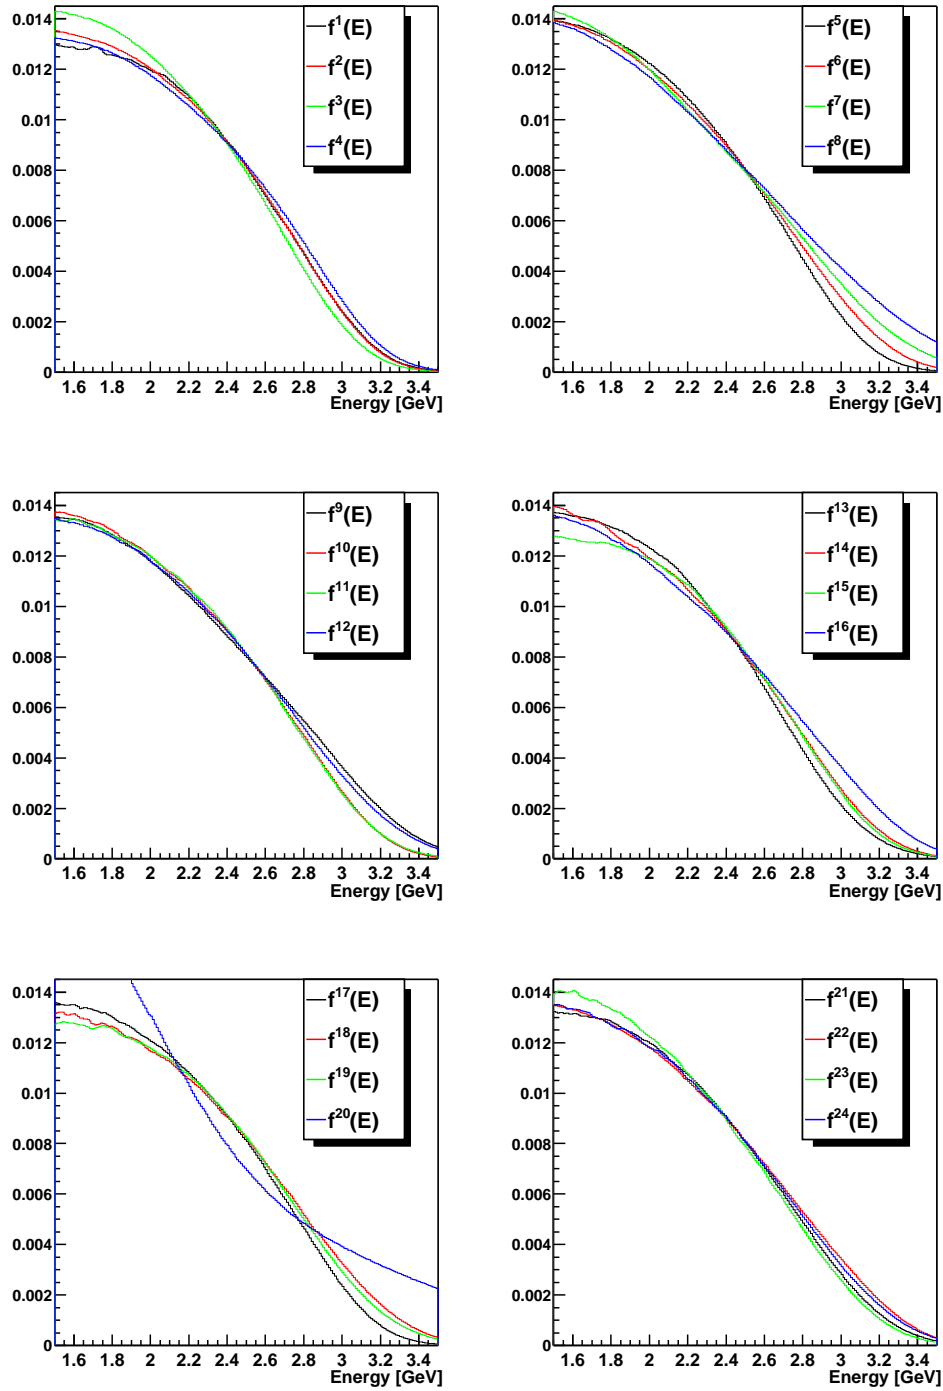 0.014
0.012
0.01
0.008
0.006
0.004
0.002
0
f¹(E)
f²(E)
f³(E)
f⁴(E)
1.6 1.8 2 2.2 2.4 2.6 2.8 3 3.2 3.4
Energy [GeV]
0.014
0.012
0.01
0.008
0.006
0.004
0.002
0
f⁵(E)
f⁶(E)
f⁷(E)
f⁸(E)
1.6 1.8 2 2.2 2.4 2.6 2.8 3 3.2 3.4
Energy [GeV]
0.014
0.012
0.01
0.008
0.006
0.004
0.002
0
f⁹(E)
f¹⁰(E)
f¹¹(E)
f¹²(E)
1.6 1.8 2 2.2 2.4 2.6 2.8 3 3.2 3.4
Energy [GeV]
0.014
0.012
0.01
0.008
0.006
0.004
0.002
0
f¹³(E)
f¹⁴(E)
f¹⁵(E)
f¹⁶(E)
1.6 1.8 2 2.2 2.4 2.6 2.8 3 3.2 3.4
Energy [GeV]
0.014
0.012
0.01
0.008
0.006
0.004
0.002
0
f¹⁷(E)
f¹⁸(E)
f¹⁹(E)
f²⁰(E)
1.6 1.8 2 2.2 2.4 2.6 2.8 3 3.2 3.4
Energy [GeV]
0.014
0.012
0.01
0.008
0.006
0.004
0.002
0
f²¹(E)
f²²(E)
f²³(E)
f²⁴(E)
1.6 1.8 2 2.2 2.4 2.6 2.8 3 3.2 3.4
Energy [GeV]